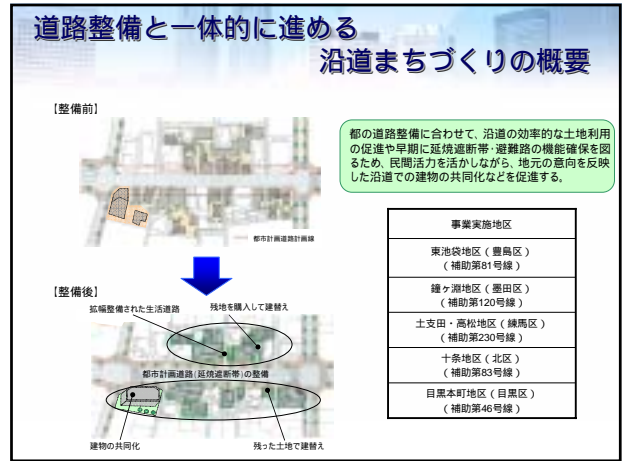 道路整備と一体的に進める
沿道まちづくりの概要
【整備前】
都市計画道路計画線
【整備後】
拡幅整備された生活道路
残地を購入して建替え
都市計画道路(延焼遮断帯)の整備
建物の共同化
残った土地で建替え
都の道路整備に合わせて、沿道の効率的な土地利用
の促進や早期に延焼遮断帯・避難路の機能確保を図
るため、民間活力を活かしながら、地元の意向を反映
した沿道での建物の共同化などを促進する。
事業実施地区
東池袋地区(豊島区)
(補助第81号線)
鐘ヶ淵地区(墨田区)
(補助第120号線)
土支田・高松地区(練馬区)
(補助第230号線)
十条地区(北区)
(補助第83号線)
目黒本町地区(目黒区)
(補助第46号線)